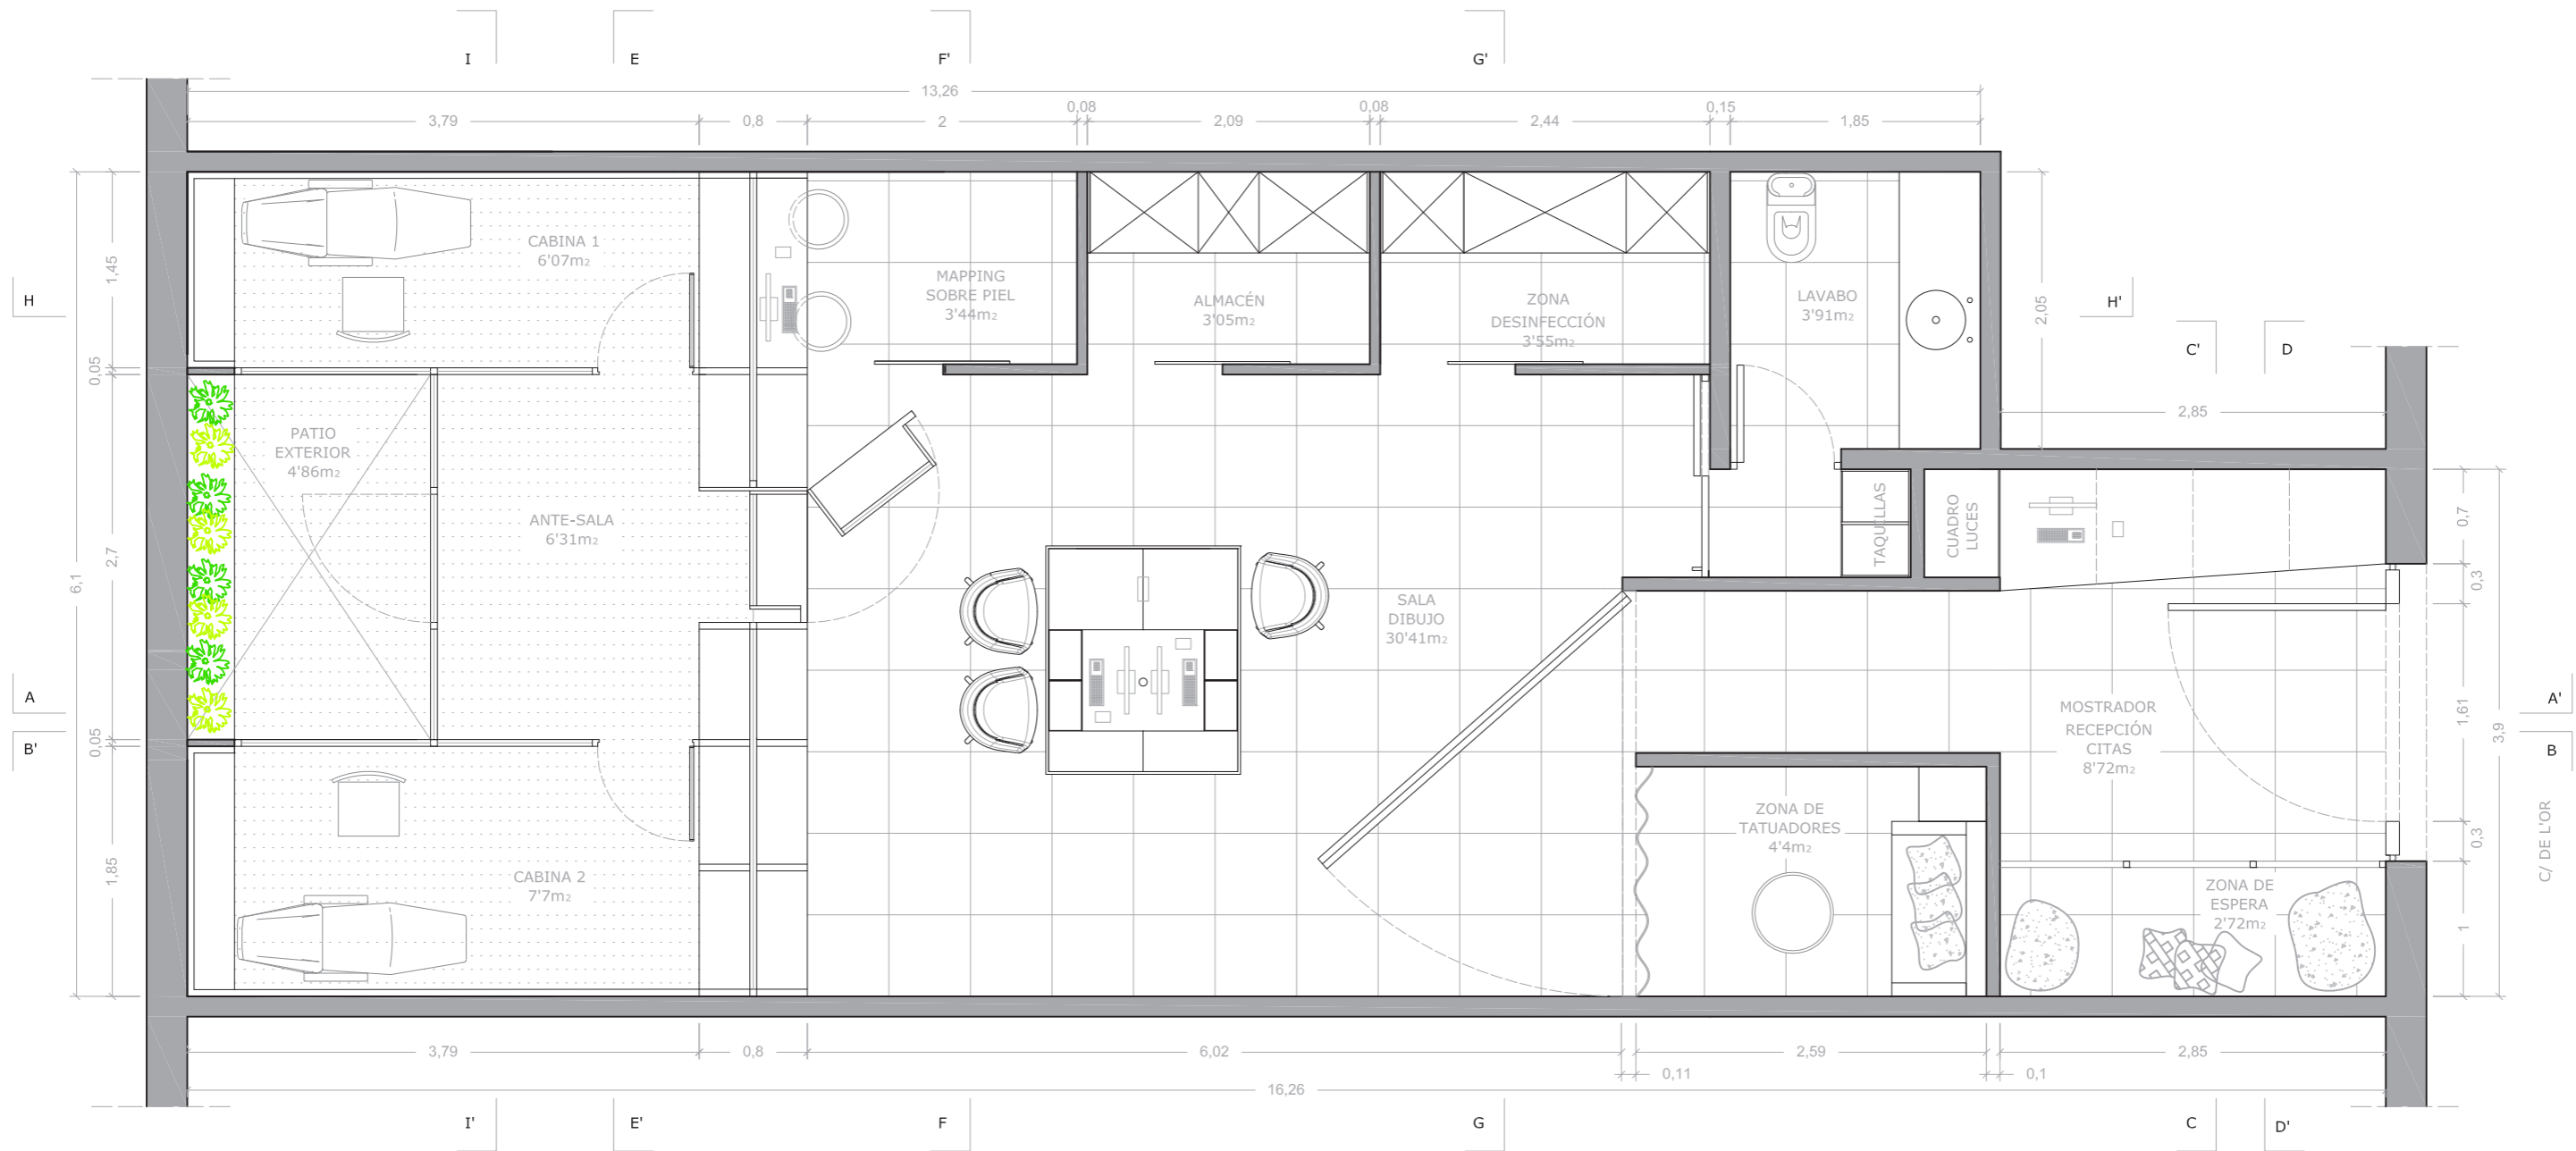 I E F' G'
13,26
0,08 0,08 0,15
3,79 0,8 2 2,09 2,44 1,85
CABINA 1
6'07m2
MAPPING
SOBRE PIEL
3'44m2
ALMACÉN
3'05m2
ZONA
DESINFECCIÓN
3'55m2
LAVABO
3'91m2
H
H'
1,45
2,05
C' D
0,05
2,85
PATIO
EXTERIOR
4'86m2
ANTE-SALA
6'31m2
TAQUILLAS
CUADRO
LUCES
0,7
2,7
6,1
0,3
SALA
DIBUJO
30'41m2
A
A'
MOSTRADOR
RECEPCIÓN
CITAS
8'72m2
1,61
3,9
B'
B
0,05
ZONA DE
TATUADORES
4'4m2
0,3
C/ DE L'OR
1,85
CABINA 2
7'7m2
ZONA DE
ESPERA
2'72m2
1
3,79 0,8 6,02 2,59 2,85
0,11 0,1
16,26
I' E' F G C D'